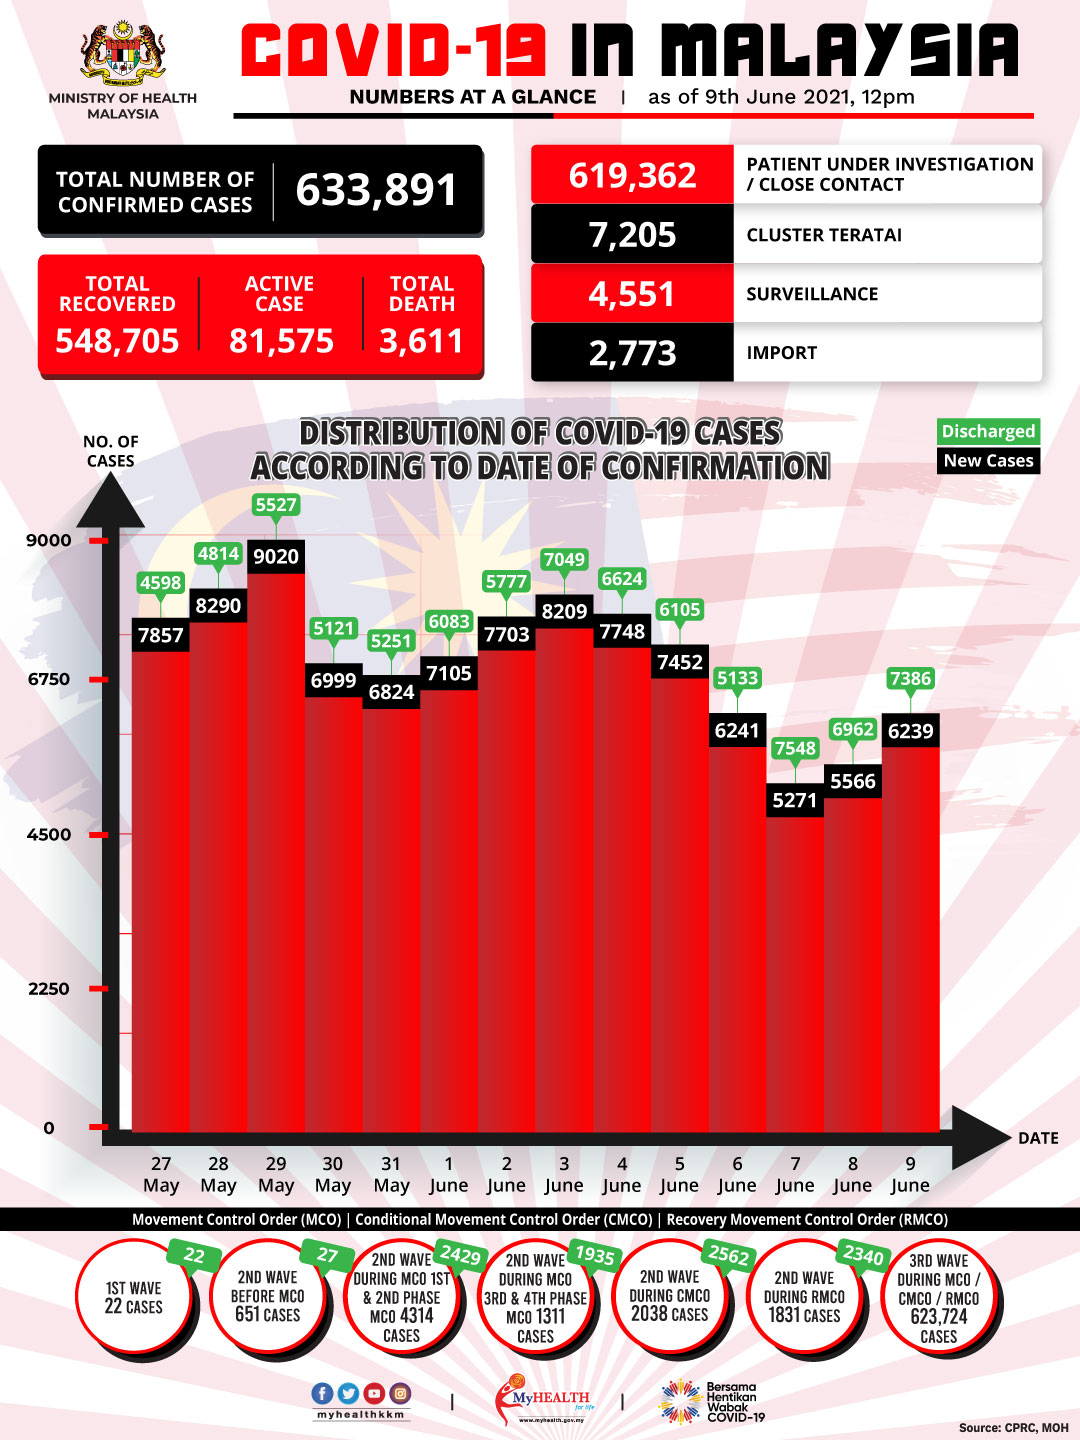 MINISTRY OF HEALTH
MALAYSIA
COVID-19 IN MALAYSIA
NUMBERS AT A GLANCE | as of 9th June 2021, 12pm
TOTAL NUMBER OF
CONFIRMED CASES
633,891
TOTAL
RECOVERED
548,705
ACTIVE
CASE
81,575
TOTAL
DEATH
3,611
619,362
PATIENT UNDER INVESTIGATION
/ CLOSE CONTACT
7,205
CLUSTER TERATAI
4,551
SURVEILLANCE
2,773
IMPORT
DISTRIBUTION OF COVID-19 CASES
ACCORDING TO DATE OF CONFIRMATION
Discharged
New Cases
NO. OF
CASES
9000
6750
4500
2250
0
4598
7857
4814
8290
5527
9020
5121
6999
5251
6824
6083
7105
5777
7703
7049
8209
6624
7748
6105
7452
5133
6241
7548
5271
6962
5566
7386
6239
DATE
27
May
28
May
29
May
30
May
31
May
1
June
2
June
3
June
4
June
5
June
6
June
7
June
8
June
9
June
Movement Control Order (MCO) | Conditional Movement Control Order (CMCO) | Recovery Movement Control Order (RMCO)
22
1ST WAVE
22 CASES
27
2ND WAVE
BEFORE MCO
651 CASES
2429
2ND WAVE
DURING MCO 1ST
& 2ND PHASE
MCO 4314
CASES
1935
2ND WAVE
DURING MCO
3RD & 4TH PHASE
MCO 1311
CASES
2562
2ND WAVE
DURING CMCO
2038 CASES
2340
2ND WAVE
DURING RMCO
1831 CASES
3RD WAVE
DURING MCO /
CMCO / RMCO
623,724
CASES
myhealthkkm
MyHEALTH
for life
www.myhealth.gov.my
Bersama
Hentikan
Wabak
COVID-19
Source: CPRC, MOH